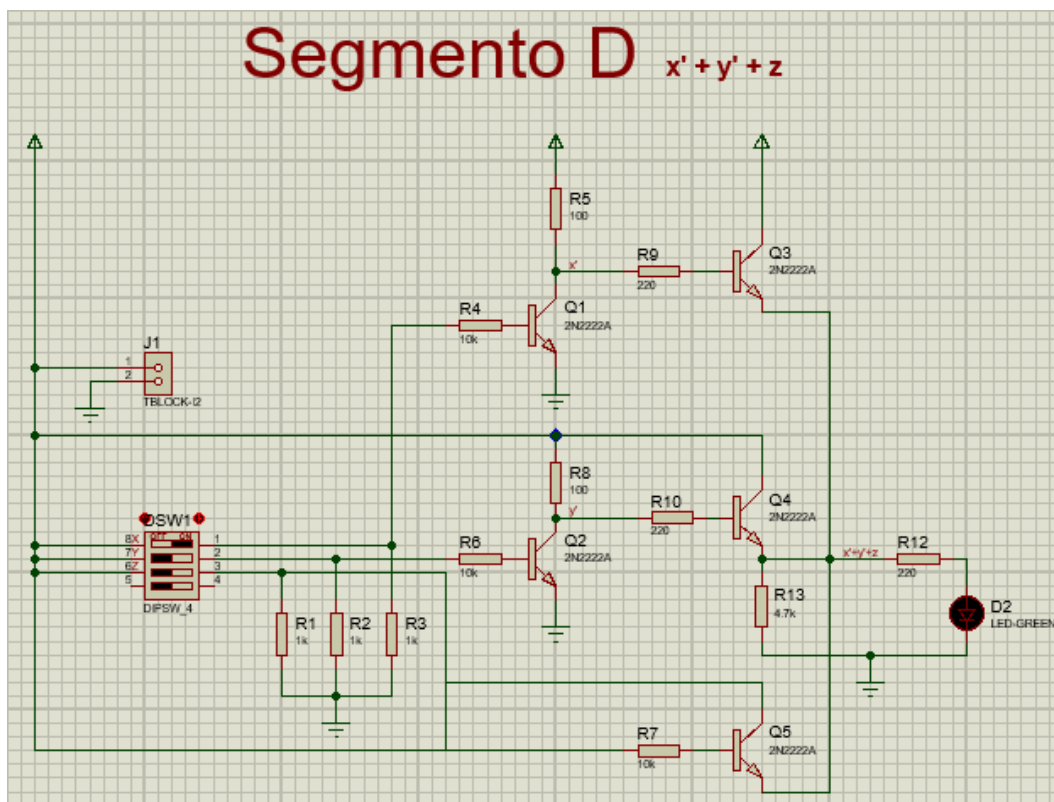 Segmento D x' + y' + z
R5
100
x'
R9
220
Q3
2N2222A
R4
10k
Q1
2N2222A
J1
1
2
TBLOCK-I2
R8
100
y'
R10
220
Q4
2N2222A
DSW1
OFF ON
8X 1
7Y 2
6Z 3
5 4
DIPSW_4
R6
10k
Q2
2N2222A
x'+y'+z
R12
220
R13
4.7k
D2
LED-GREEN
R1
1k
R2
1k
R3
1k
R7
10k
Q5
2N2222A